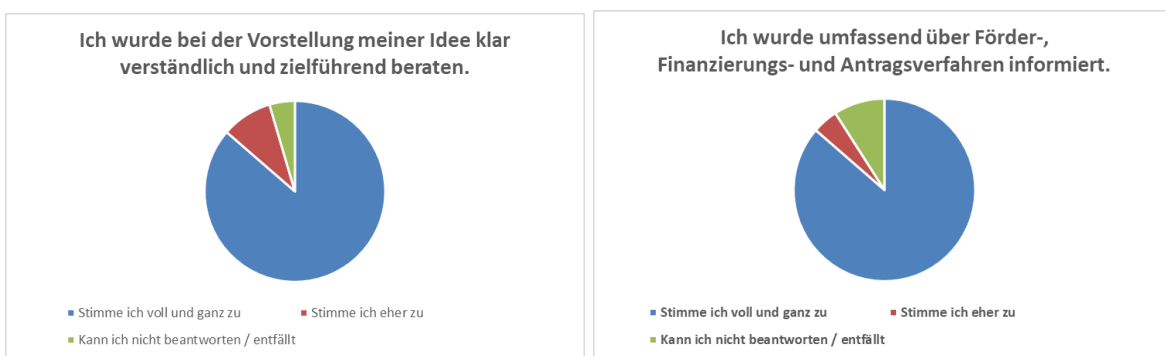 Ich wurde bei der Vorstellung meiner Idee klar
verständlich und zielführend beraten.
Stimme ich voll und ganz zu
Stimme ich eher zu
Kann ich nicht beantworten / entfällt
Ich wurde umfassend über Förder-,
Finanzierungs- und Antragsverfahren informiert.
Stimme ich voll und ganz zu
Stimme ich eher zu
Kann ich nicht beantworten / entfällt